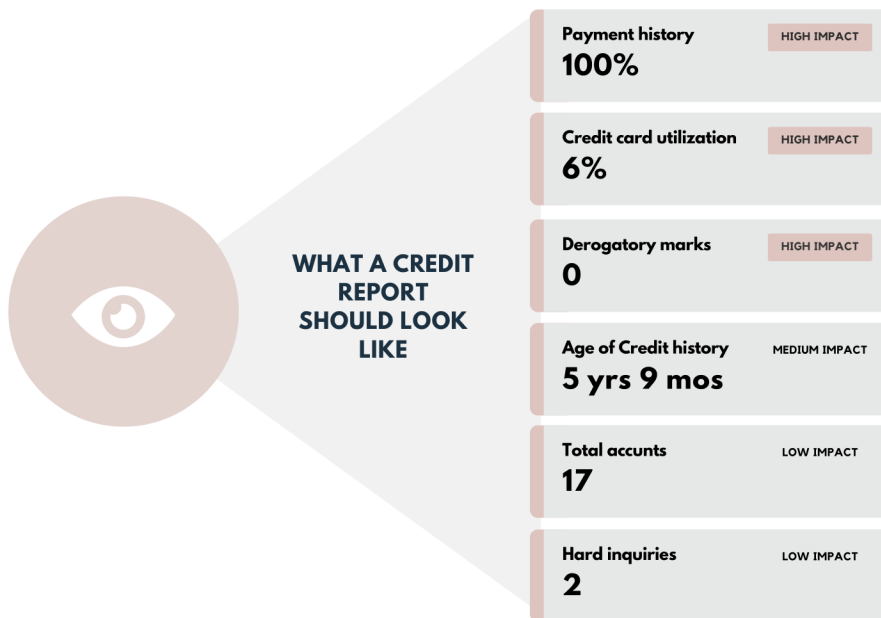 Payment history
HIGH IMPACT
100%
Credit card utilization
HIGH IMPACT
6%
WHAT A CREDIT
REPORT
SHOULD LOOK
LIKE
Derogatory marks
HIGH IMPACT
0
Age of Credit history
MEDIUM IMPACT
5 yrs 9 mos
Total accunts
LOW IMPACT
17
Hard inquiries
LOW IMPACT
2